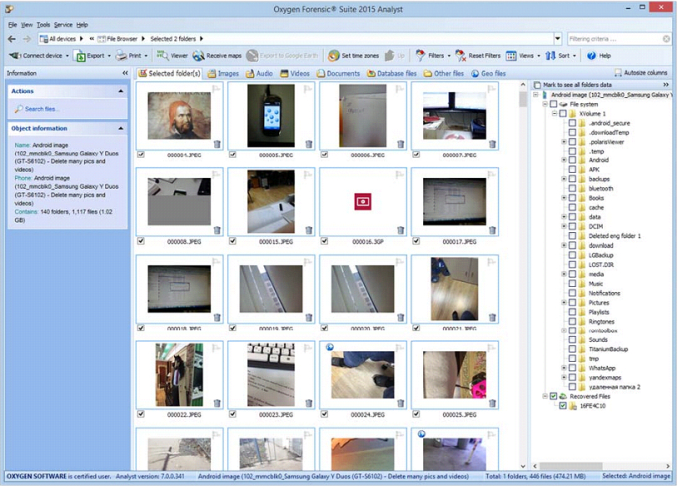 Oxygen Forensic® Suite 2015 Analyst
File View Tools Service Help
All devices File Browser Selected 2 folders
Filtering criteria ...
Connect device Export Print Viewer Receive maps Export to Google Earth Set time zones Up Filters Reset Filters Views Sort Help
Information
Selected folder(s) Images Audio Videos Documents Database files Other files Geo files
Autosize columns
Actions
Search files...
Object information
Name: Android image
(102_mmcblk0_Samsung Galaxy Y Duos
(GT-S6102) - Delete many pics and
videos)
Phone: Android image
(102_mmcblk0_Samsung Galaxy Y Duos
(GT-S6102) - Delete many pics and
videos)
Contains: 140 folders, 1,117 files (1.02
GB)
000004.JPEG
000005.JPEG
000006.JPEG
000007.JPEG
000008.JPEG
000015.JPEG
000016.3GP
000017.JPEG
000018.JPEG
000019.JPEG
000020.JPEG
000021.JPEG
000022.JPEG
000023.JPEG
000024.JPEG
000025.JPEG
Mark to see all folders data
Android image (102_mmcblk0_Samsung Galaxy Y
File system
XVolume 1
.android_secure
.downloadTemp
.polarisViewer
.temp
Android
APK
backups
bluetooth
Books
cache
data
DCIM
Deleted eng folder 1
download
LGBackup
LOST.DIR
media
Music
Notifications
Pictures
Playlists
Ringtones
romtoolbox
Sounds
TitaniumBackup
tmp
WhatsApp
yandexmaps
удаленная папка 2
Recovered Files
16FE4C10
OXYGEN SOFTWARE is certified user. Analyst version: 7.0.0.341 Android image (102_mmcblk0_Samsung Galaxy Y Duos (GT-S6102) - Delete many pics and videos) Total: 1 folders, 446 files (474.21 MB) Selected: Android image